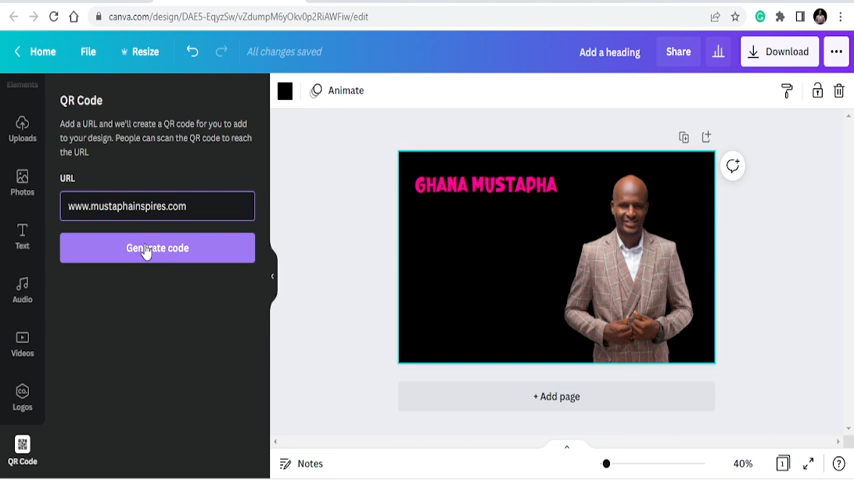 canva.com/design/DAE5-EqyzSw/vZdumpM6yOkv0p2RiAWFiw/edit
Home
File
Resize
All changes saved
Add a heading
Share
Download
Elements
Uploads
Photos
Text
Audio
Videos
CO.
Logos
QR Code
QR Code
Add a URL and we'll create a QR code for you to add
to your design. People can scan the QR code to reach
the URL
URL
www.mustaphainspires.com
Generate code
Animate
GHANA MUSTAPHA
+ Add page
Notes
40%
1